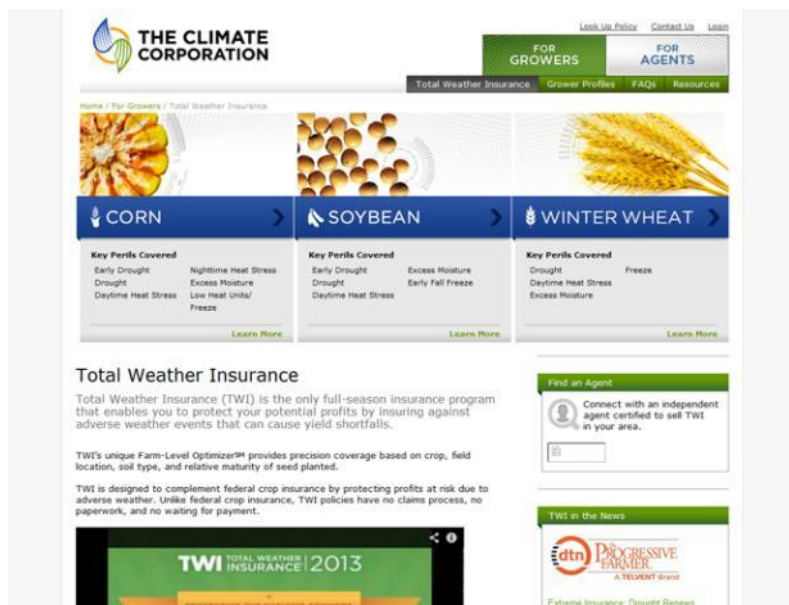 Look Up Policy Contact Us Login
THE CLIMATE
CORPORATION
FOR
GROWERS
FOR
AGENTS
Total Weather Insurance Grower Profiles FAQs Resources
Home / For Growers / Total Weather Insurance
CORN
SOYBEAN
WINTER WHEAT
Key Perils Covered
Early Drought
Drought
Daytime Heat Stress
Nighttime Heat Stress
Excess Moisture
Low Heat Units/
Freeze
Learn More
Key Perils Covered
Early Drought
Drought
Daytime Heat Stress
Excess Moisture
Early Fall Freeze
Learn More
Key Perils Covered
Drought
Daytime Heat Stress
Excess Moisture
Freeze
Learn More
Total Weather Insurance
Total Weather Insurance (TWI) is the only full-season insurance program
that enables you to protect your potential profits by insuring against
adverse weather events that can cause yield shortfalls.
TWI's unique Farm-Level Optimizer℠ provides precision coverage based on crop, field
location, soil type, and relative maturity of seed planted.
TWI is designed to complement federal crop insurance by protecting profits at risk due to
adverse weather. Unlike federal crop insurance, TWI policies have no claims process, no
paperwork, and no waiting for payment.
TWI TOTAL WEATHER INSURANCE 2013
Find an Agent
Connect with an independent
agent certified to sell TWI
in your area.
TWI in the News
dtn PROGRESSIVE
FARMER
A TELVENT Brand
Extreme Insurance: Drought Renews